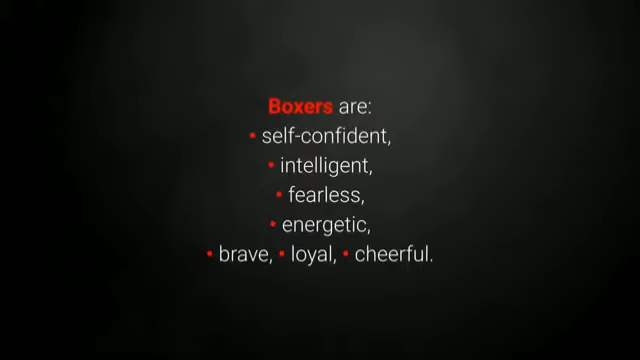 Boxers are:
• self-confident,
• intelligent,
• fearless,
• energetic,
• brave, • loyal, • cheerful.